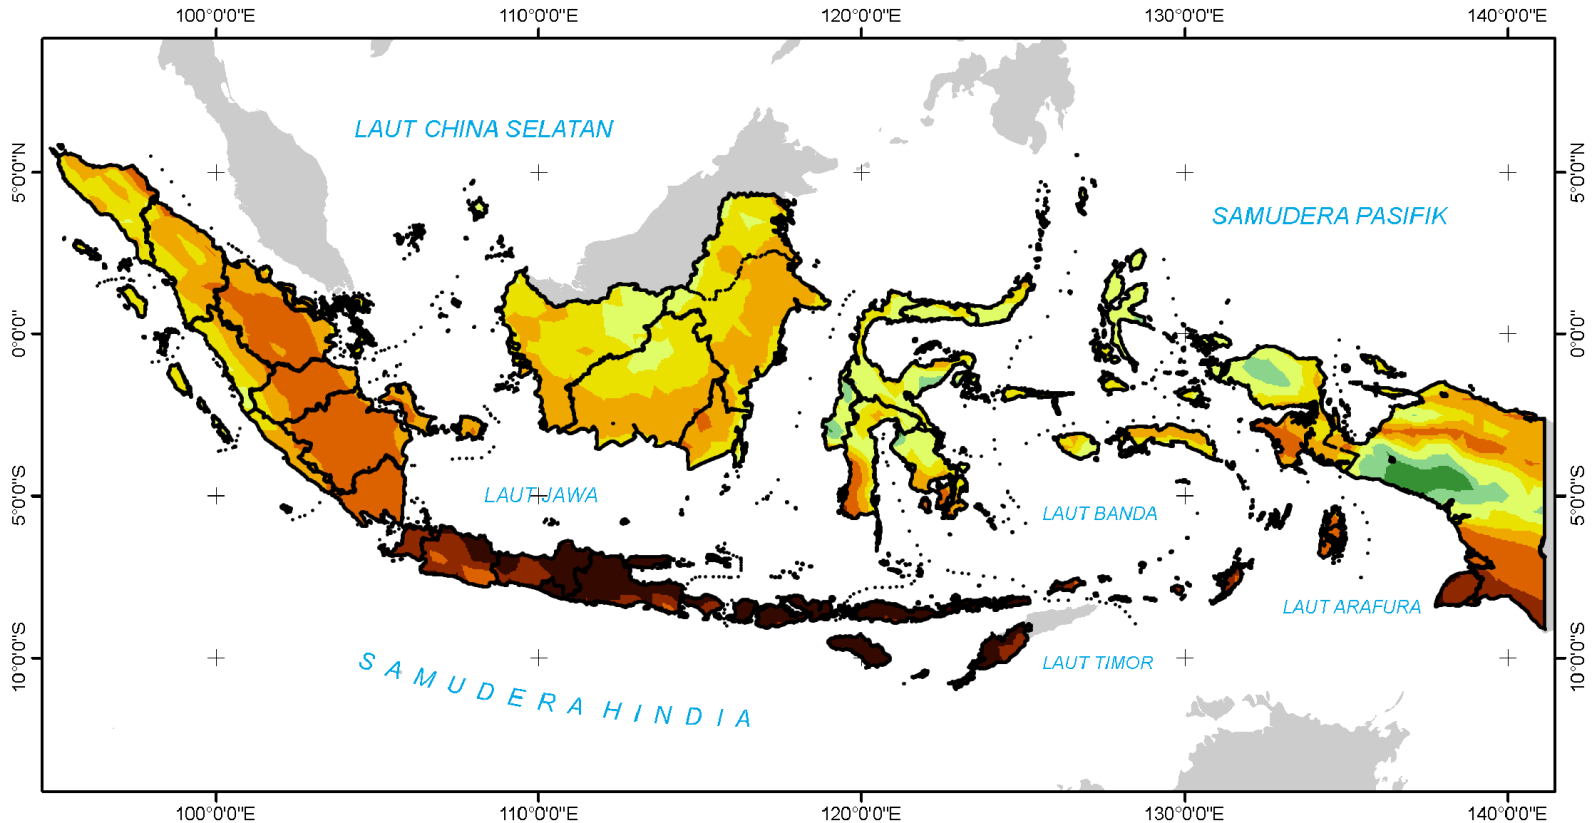 100°0'0"E
110°0'0"E
120°0'0"E
130°0'0"E
140°0'0"E
5°0'0"N
0°0'0"
5°0'0"S
10°0'0"S
LAUT CHINA SELATAN
SAMUDERA PASIFIK
LAUT JAWA
LAUT BANDA
LAUT ARAFURA
LAUT TIMOR
SAMUDERA HINDIA
5°0'0"N
0°0'0"
5°0'0"S
10°0'0"S
100°0'0"E
110°0'0"E
120°0'0"E
130°0'0"E
140°0'0"E